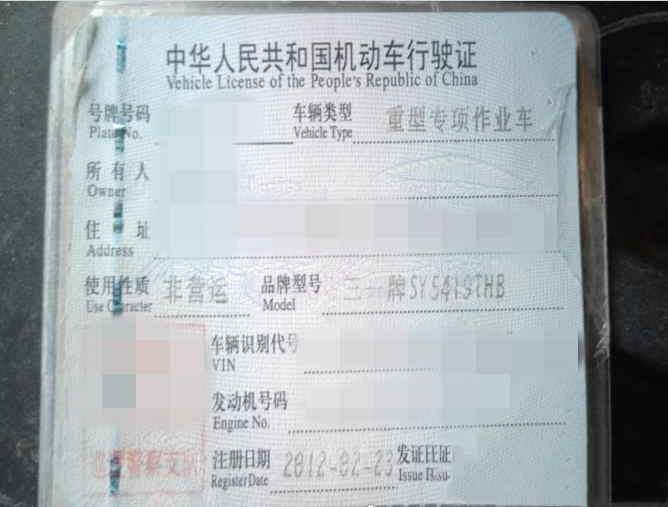 中华人民共和国机动车行驶证
Vehicle License of the People's Republic of China
号牌号码 车辆类型 重型专项作业车
Plate No. Vehicle Type
所有人
Owner
住址
Address
使用性质 非营运 品牌型号 三一牌SY5419THB
Use Character Model
车辆识别代号
VIN
发动机号码
Engine No.
注册日期 2012-02-23 发证
Register Date Issue
警察支队